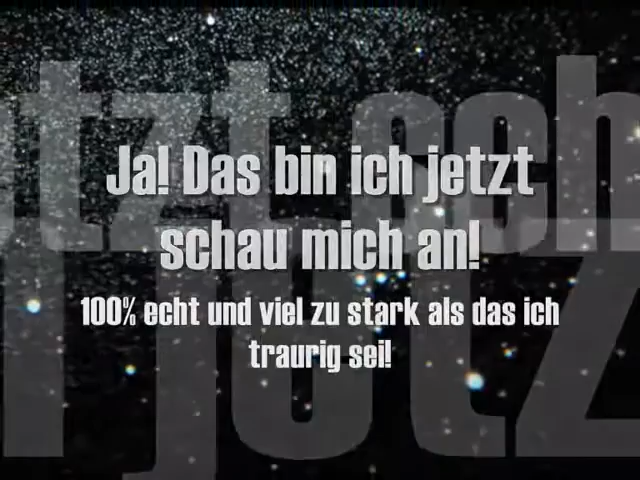 Ja! Das bin ich jetzt
schau mich an!
100% echt und viel zu stark als das ich
traurig sei!